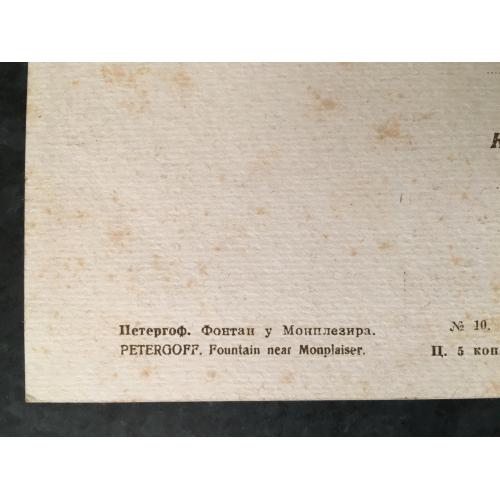 Петергоф. Фонтан у Монплезира.
PETERGOFF. Fountain near Monplaiser.
№ 10.
Ц. 5 коп